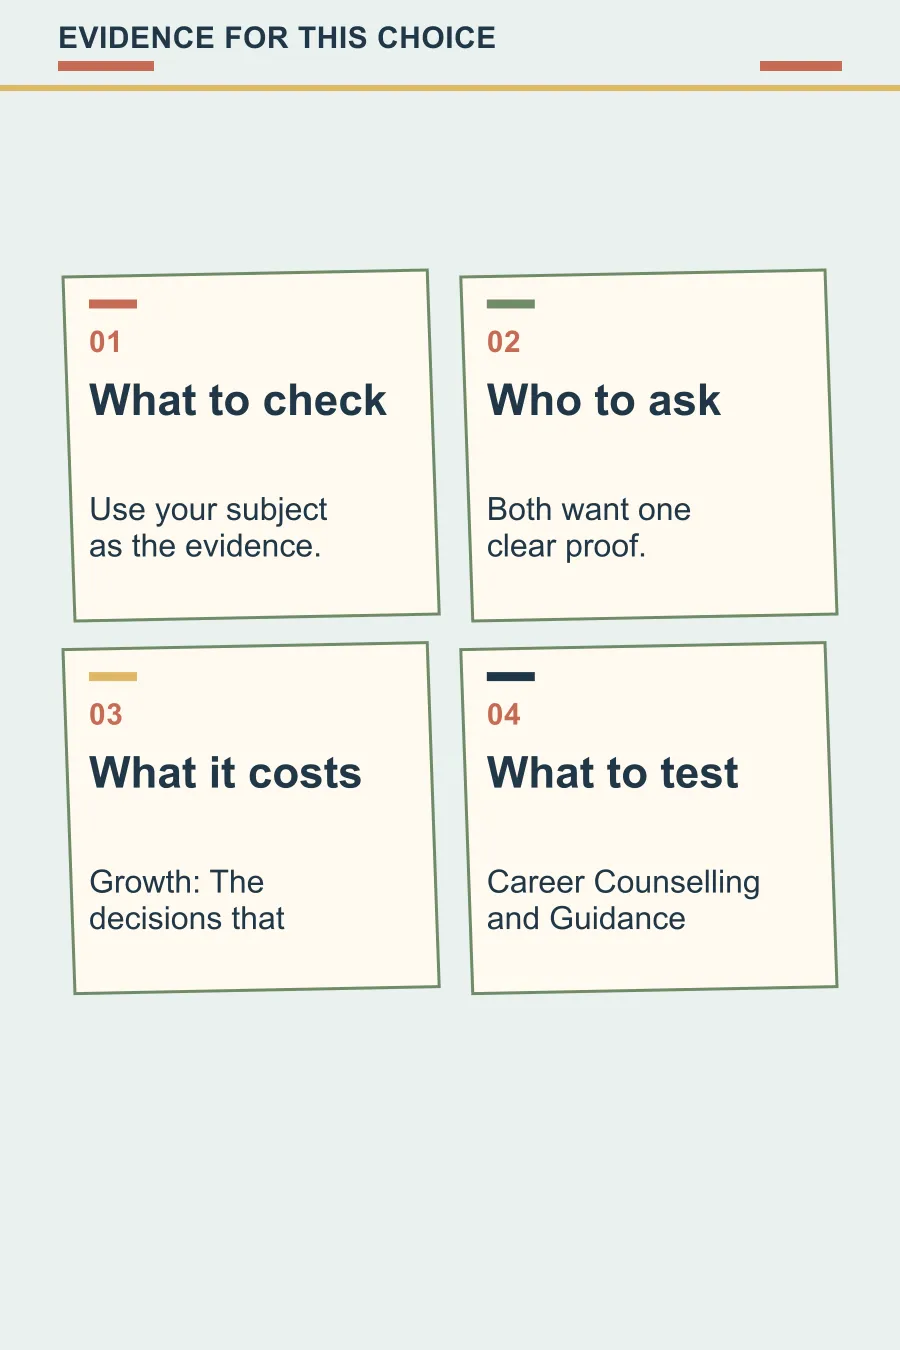 EVIDENCE FOR THIS CHOICE
01
What to check
Use your subject
as the evidence.
02
Who to ask
Both want one
clear proof.
03
What it costs
Growth: The
decisions that
04
What to test
Career Counselling
and Guidance